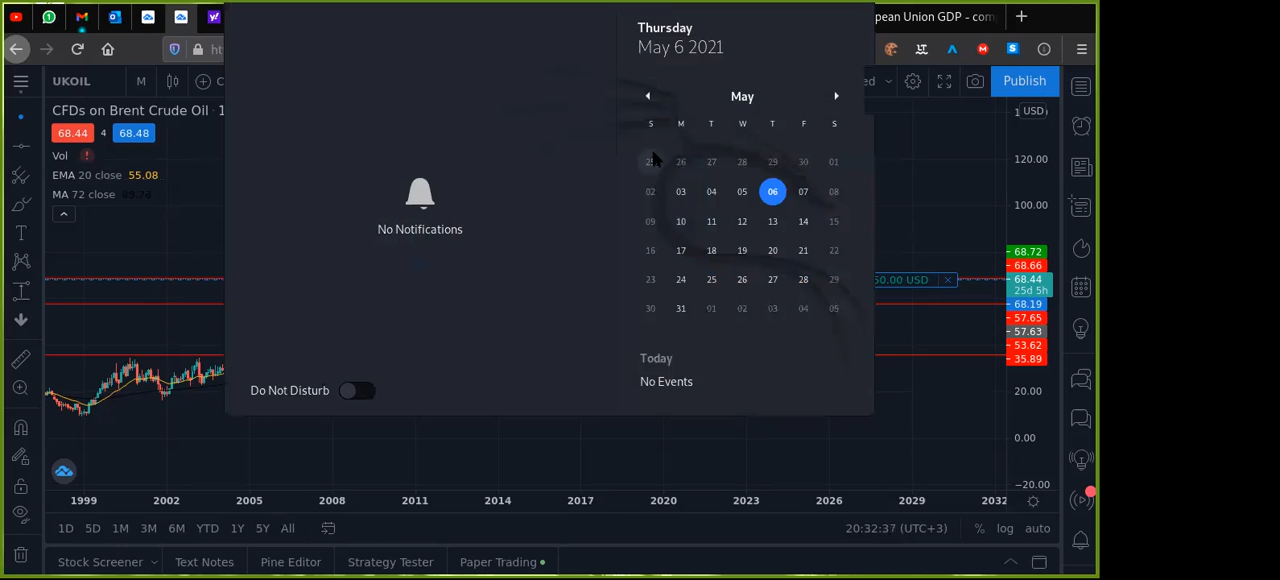 pean Union GDP - com
Thursday
May 6 2021
UKOIL
M
C
ed
Publish
CFDs on Brent Crude Oil · 1
68.44 4 68.48
Vol
EMA 20 close 55.08
MA 72 close
No Notifications
Do Not Disturb
May
S M T W T F S
25 26 27 28 29 30 01
02 03 04 05 06 07 08
09 10 11 12 13 14 15
16 17 18 19 20 21 22
23 24 25 26 27 28 29
30 31 01 02 03 04 05
Today
No Events
USD
120.00
100.00
68.72
68.66
68.44
25d 5h
68.19
57.65
57.63
53.62
35.89
20.00
0.00
−20.00
50.00 USD
1999 2002 2005 2008 2011 2014 2017 2020 2023 2026 2029 2032
1D 5D 1M 3M 6M YTD 1Y 5Y All
20:32:37 (UTC+3) % log auto
Stock Screener Text Notes Pine Editor Strategy Tester Paper Trading